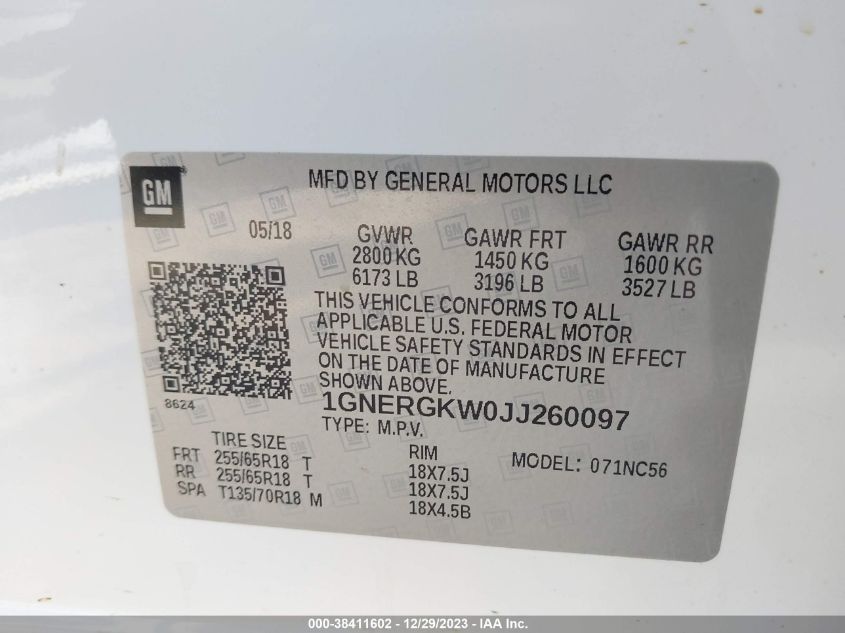 GM
MFD BY GENERAL MOTORS LLC
05/18
GVWR GAWR FRT GAWR RR
2800 KG 1450 KG 1600 KG
6173 LB 3196 LB 3527 LB
THIS VEHICLE CONFORMS TO ALL
APPLICABLE U.S. FEDERAL MOTOR
VEHICLE SAFETY STANDARDS IN EFFECT
ON THE DATE OF MANUFACTURE
SHOWN ABOVE.
8624
1GNERGKW0JJ260097
TYPE: M.P.V.
TIRE SIZE RIM MODEL: 071NC56
FRT 255/65R18 T 18X7.5J
RR 255/65R18 T 18X7.5J
SPA T135/70R18 M 18X4.5B
000-38411602 - 12/29/2023 - IAA Inc.